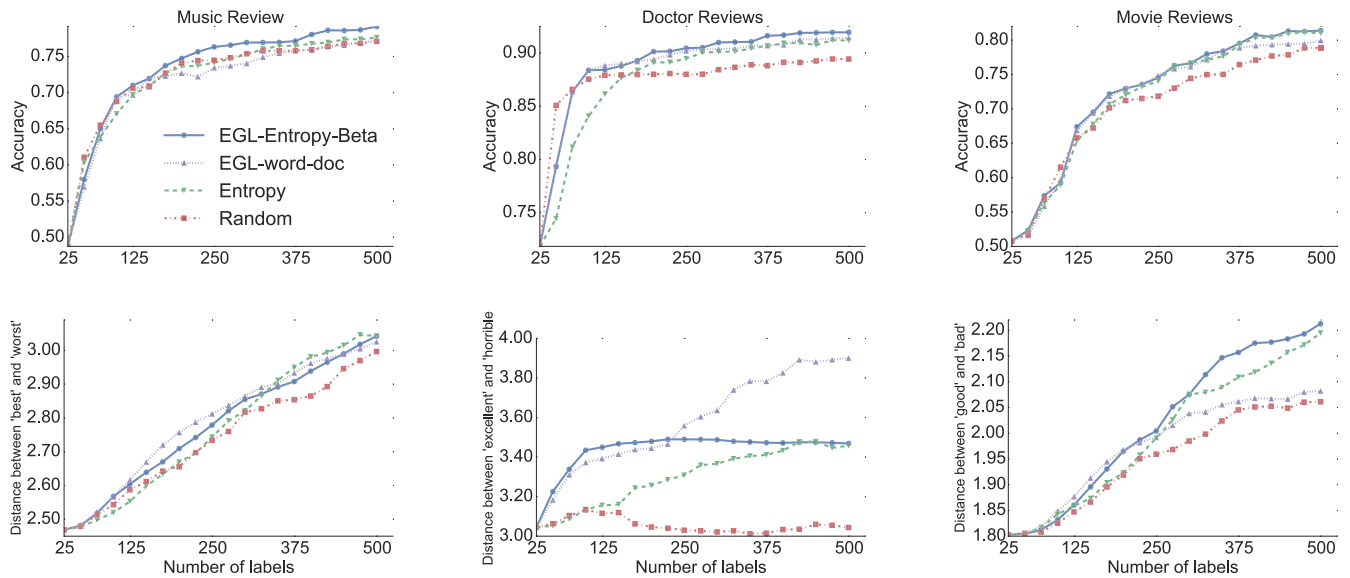 Music Review
Accuracy
0.75
0.70
0.65
0.60
0.55
0.50
25 125 250 375 500
EGL-Entropy-Beta
EGL-word-doc
Entropy
Random
Doctor Reviews
Accuracy
0.90
0.85
0.80
0.75
25 125 250 375 500
Movie Reviews
Accuracy
0.80
0.75
0.70
0.65
0.60
0.55
0.50
25 125 250 375 500
Distance between 'best' and 'worst'
3.00
2.90
2.80
2.70
2.60
2.50
25 125 250 375 500
Number of labels
Distance between 'excellent' and 'horrible
4.00
3.80
3.60
3.40
3.20
3.00
25 125 250 375 500
Number of labels
Distance between 'good' and 'bad'
2.20
2.15
2.10
2.05
2.00
1.95
1.90
1.85
1.80
25 125 250 375 500
Number of labels